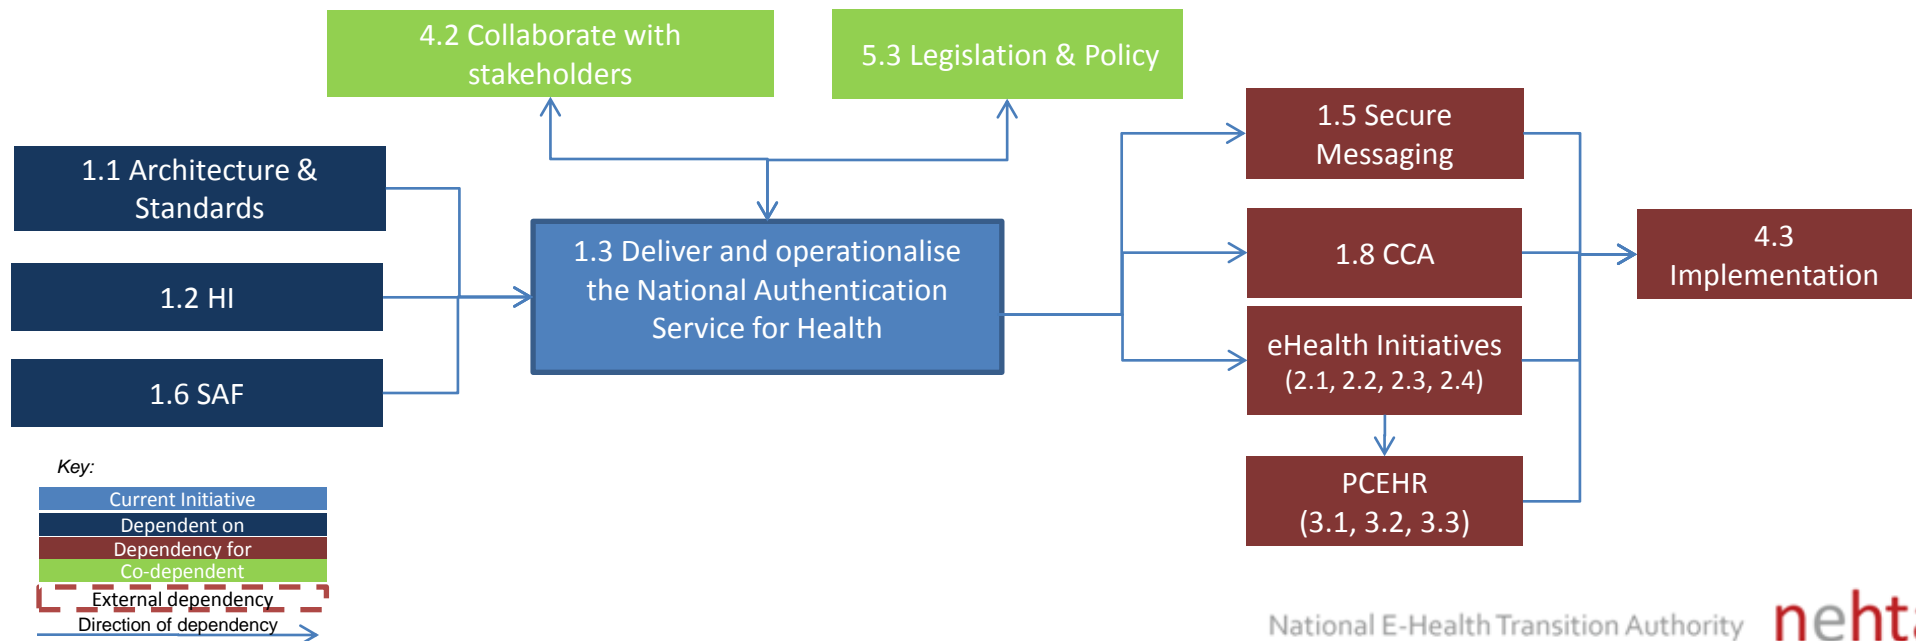 4.2 Collaborate with
stakeholders
5.3 Legislation & Policy
1.1 Architecture &
Standards
1.2 HI
1.6 SAF
1.3 Deliver and operationalise
the National Authentication
Service for Health
1.5 Secure
Messaging
1.8 CCA
eHealth Initiatives
(2.1, 2.2, 2.3, 2.4)
PCEHR
(3.1, 3.2, 3.3)
4.3
Implementation
Key:
Current Initiative
Dependent on
Dependency for
Co-dependent
External dependency
Direction of dependency
National E-Health Transition Authority
nehta